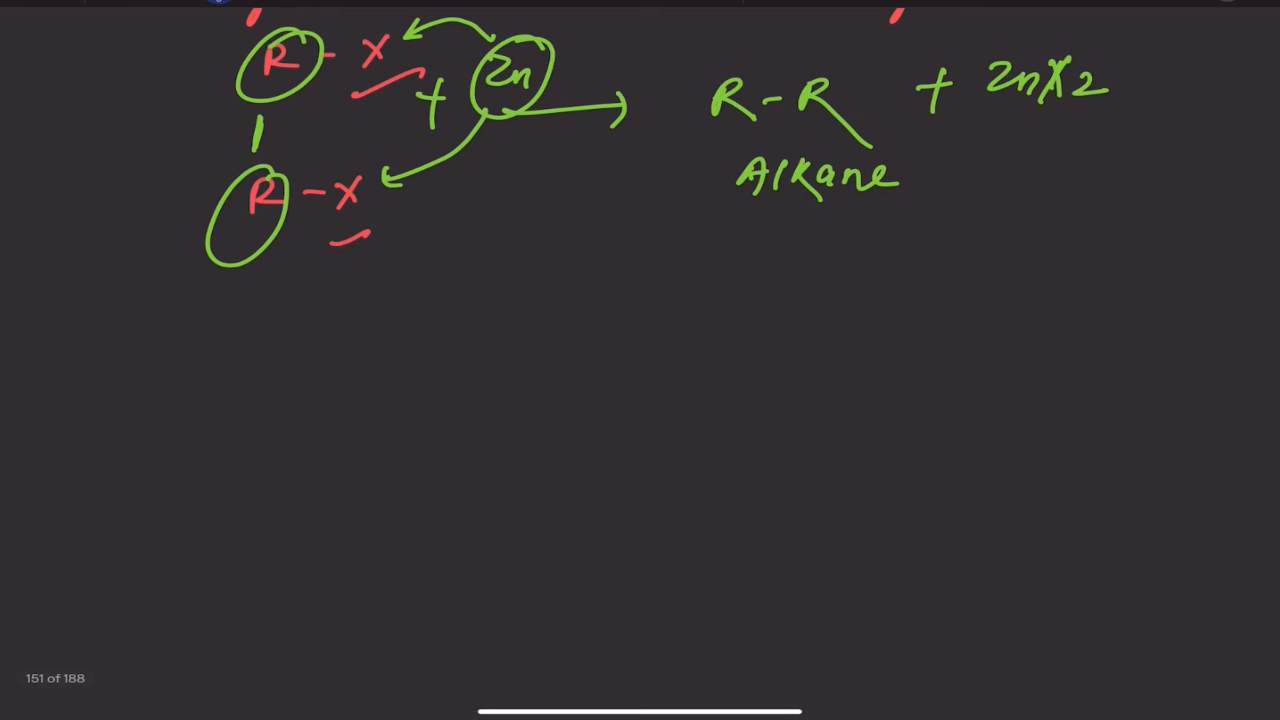 R - X + Zn → R - R + ZnX2
R - X
Alkane
151 of 188